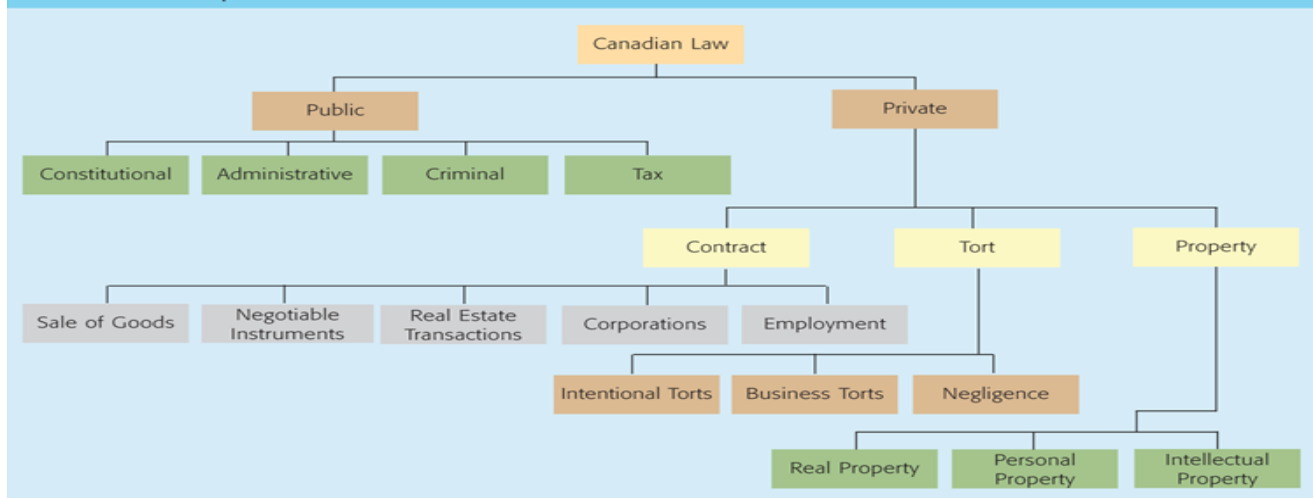 Canadian Law
Public
Private
Constitutional
Administrative
Criminal
Tax
Contract
Tort
Property
Sale of Goods
Negotiable
Instruments
Real Estate
Transactions
Corporations
Employment
Intentional Torts
Business Torts
Negligence
Real Property
Personal
Property
Intellectual
Property